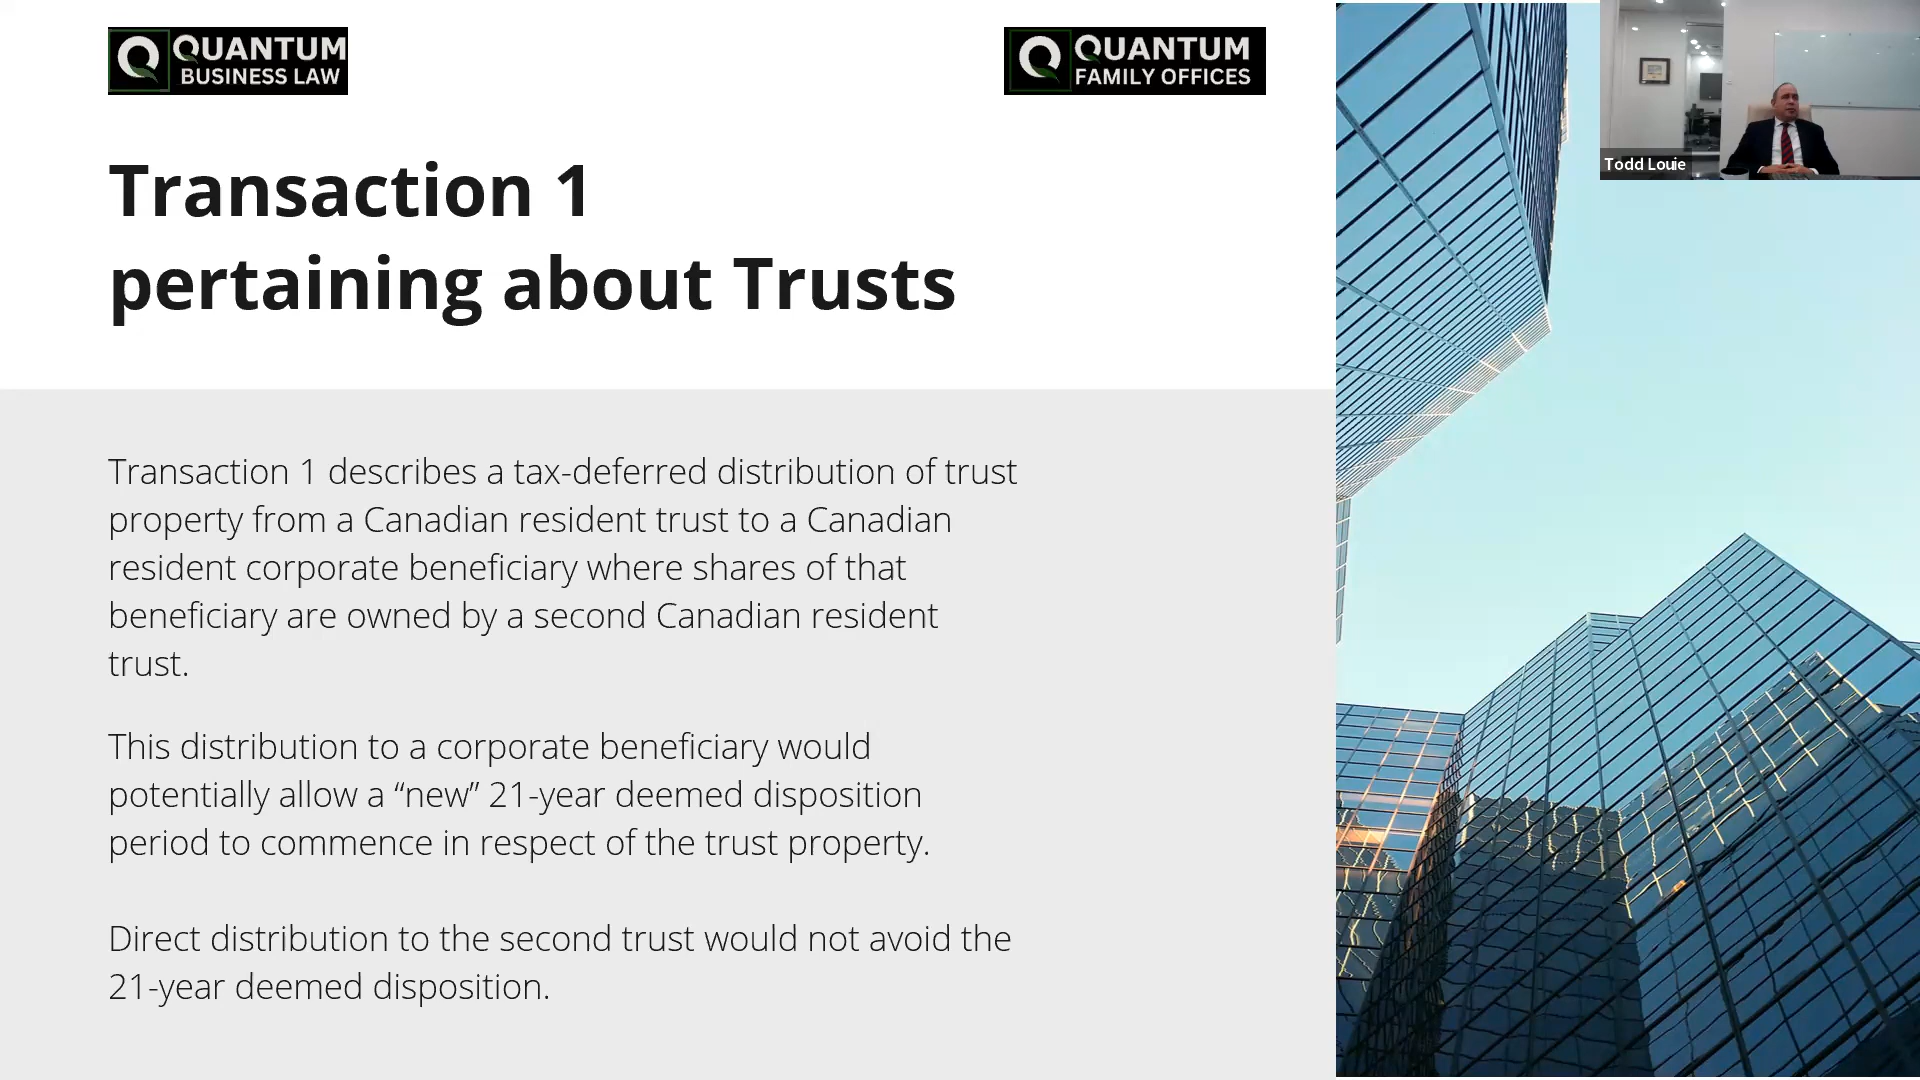 QUANTUM
BUSINESS LAW
QUANTUM
FAMILY OFFICES
Todd Louie
Transaction 1
pertaining about Trusts
Transaction 1 describes a tax-deferred distribution of trust
property from a Canadian resident trust to a Canadian
resident corporate beneficiary where shares of that
beneficiary are owned by a second Canadian resident
trust.
This distribution to a corporate beneficiary would
potentially allow a “new” 21-year deemed disposition
period to commence in respect of the trust property.
Direct distribution to the second trust would not avoid the
21-year deemed disposition.